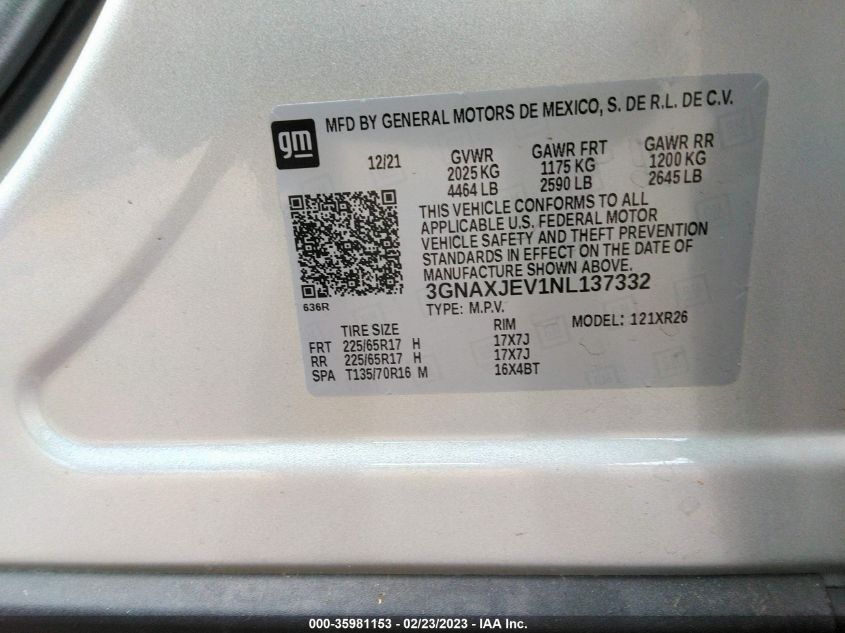 MFD BY GENERAL MOTORS DE MEXICO, S. DE R.L. DE C.V.
gm
12/21 GVWR GAWR FRT GAWR RR
2025 KG 1175 KG 1200 KG
4464 LB 2590 LB 2645 LB
THIS VEHICLE CONFORMS TO ALL
APPLICABLE U.S. FEDERAL MOTOR
VEHICLE SAFETY AND THEFT PREVENTION
STANDARDS IN EFFECT ON THE DATE OF
MANUFACTURE SHOWN ABOVE.
3GNAXJEV1NL137332
636R
TYPE: M.P.V. MODEL: 121XR26
TIRE SIZE RIM
FRT 225/65R17 H 17X7J
RR 225/65R17 H 17X7J
SPA T135/70R16 M 16X4BT
000-35981153 - 02/23/2023 - IAA Inc.